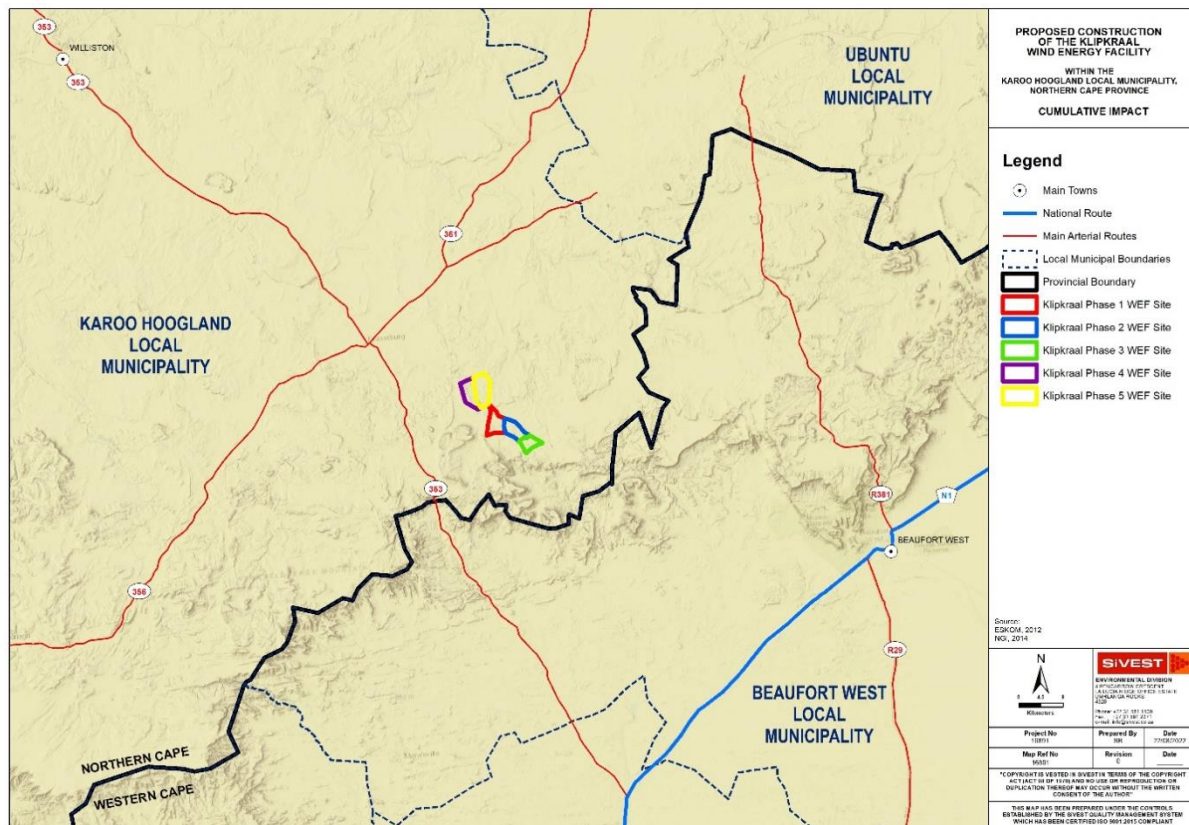 353
WILLISTON
353
UBUNTU
LOCAL
MUNICIPALITY
361
KAROO HOOGLAND
LOCAL
MUNICIPALITY
353
R381
N1
BEAUFORT WEST
356
R29
BEAUFORT WEST
LOCAL
MUNICIPALITY
NORTHERN CAPE
WESTERN CAPE
PROPOSED CONSTRUCTION
OF THE KLIPKRAAL
WIND ENERGY FACILITY
WITHIN THE
KAROO HOOGLAND LOCAL MUNICIPALITY,
NORTHERN CAPE PROVINCE
CUMULATIVE IMPACT
Legend
Main Towns
National Route
Main Arterial Routes
Local Municipal Boundaries
Provincial Boundary
Klipkraal Phase 1 WEF Site
Klipkraal Phase 2 WEF Site
Klipkraal Phase 3 WEF Site
Klipkraal Phase 4 WEF Site
Klipkraal Phase 5 WEF Site
Source:
ESKOM, 2012
NGI, 2014
N
Kilometers
SiVEST
ENVIRONMENTAL DIVISION
Project No
Prepared By
Date
Map Ref No
Revision
Date
0
"COPYRIGHT IS VESTED IN SIVEST IN TERMS OF THE COPYRIGHT
ACT (ACT 98 OF 1978) AND NO USE OR REPRODUCTION OR
DUPLICATION THEREOF MAY OCCUR WITHOUT THE WRITTEN
CONSENT OF THE AUTHOR"
THIS MAP HAS BEEN PREPARED UNDER THE CONTROLS
ESTABLISHED BY THE SIVEST QUALITY MANAGEMENT SYSTEM
WHICH HAS BEEN CERTIFIED ISO 9001:2015 COMPLIANT